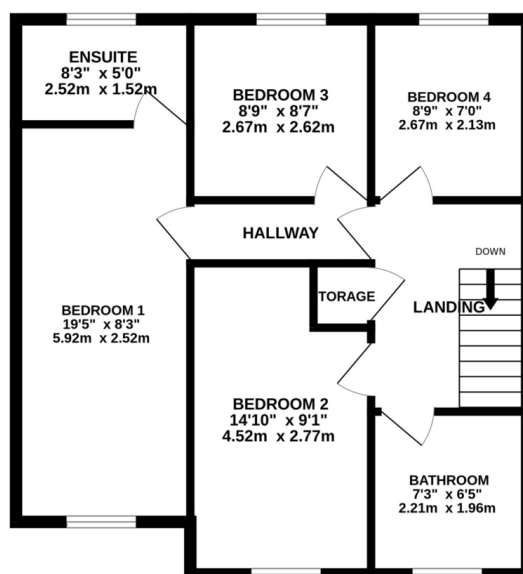 ENSUITE
8'3" x 5'0"
2.52m x 1.52m
BEDROOM 3
8'9" x 8'7"
2.67m x 2.62m
BEDROOM 4
8'9" x 7'0"
2.67m x 2.13m
HALLWAY
DOWN
LANDING
TORAGE
BEDROOM 1
19'5" x 8'3"
5.92m x 2.52m
BEDROOM 2
14'10" x 9'1"
4.52m x 2.77m
BATHROOM
7'3" x 6'5"
2.21m x 1.96m